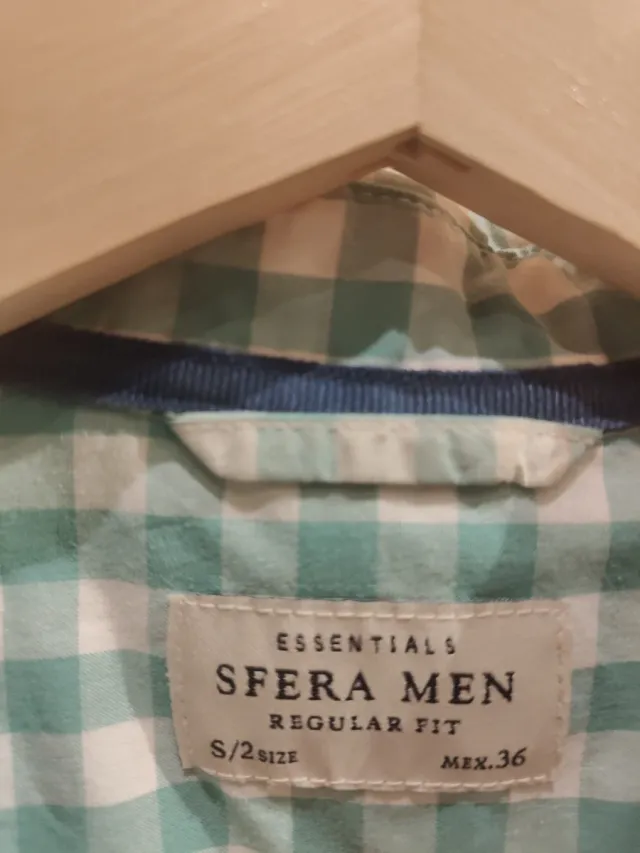 ESSENTIALS
SFERA MEN
REGULAR FIT
S/2 SIZE MEX.36